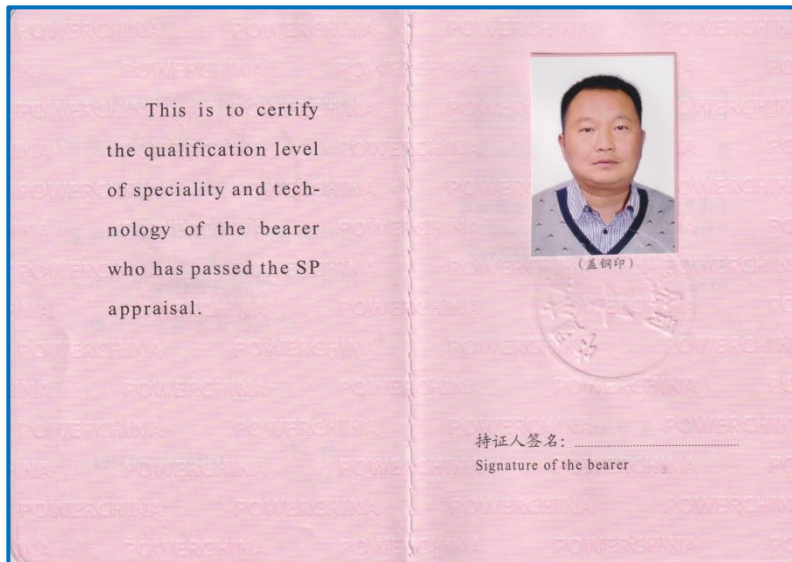 This is to certify
the qualification level
of speciality and tech-
nology of the bearer
who has passed the SP
appraisal.
(盖钢印)
持证人签名:
Signature of the bearer
POWERCHINA